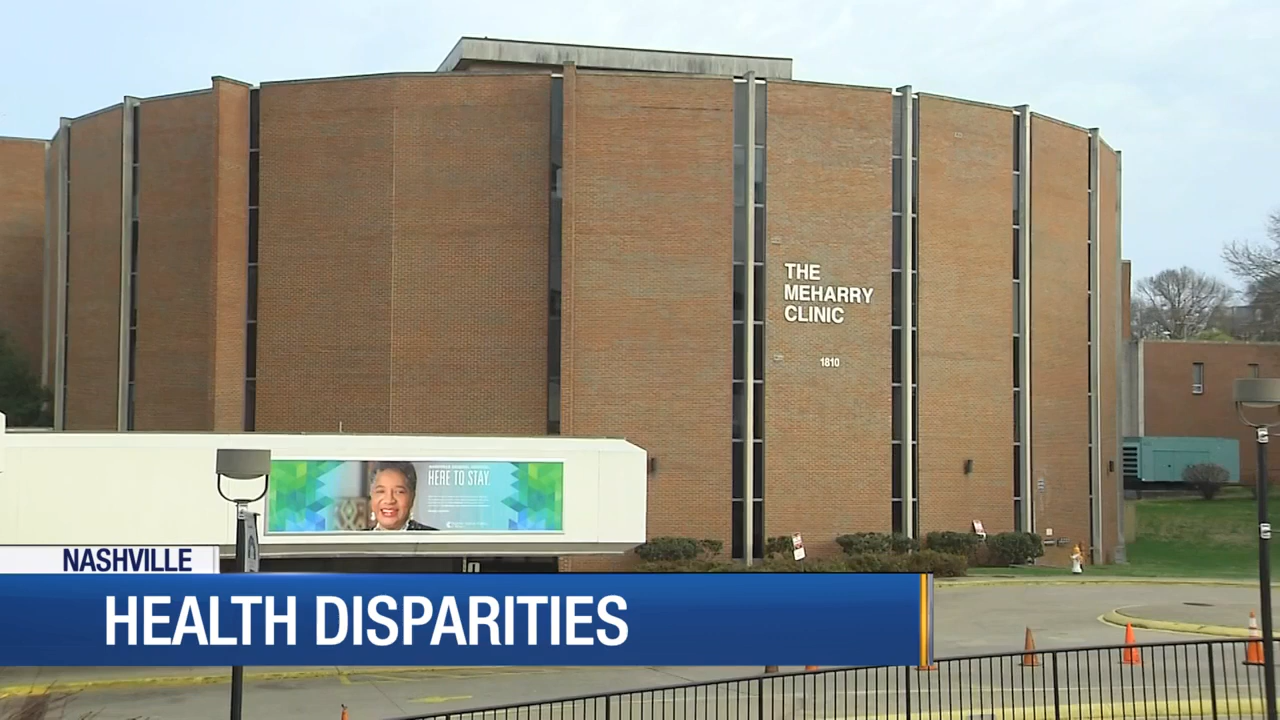 THE
MEHARRY
CLINIC
1810
HERE TO STAY.
NASHVILLE
HEALTH DISPARITIES